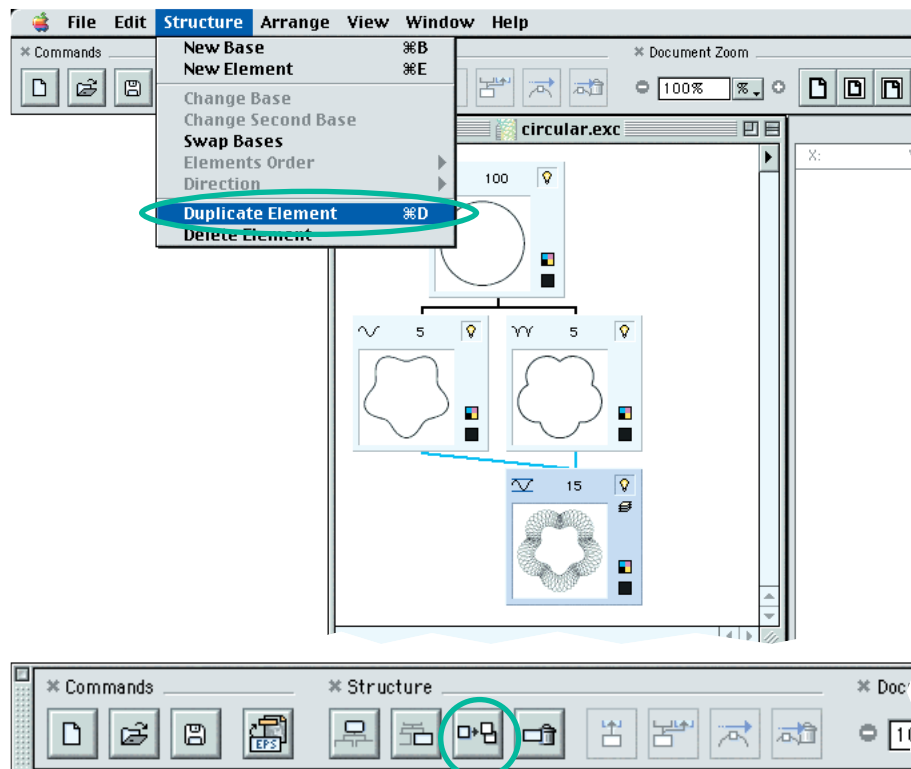 File Edit Structure Arrange View Window Help
Commands
Document Zoom
New Base ⌘B
New Element ⌘E
Change Base
Change Second Base
Swap Bases
Elements Order
Direction
Duplicate Element ⌘D
Delete Element
100% %
circular.exc
X:
100
5
5
15
Commands
Structure
Doc
EPS